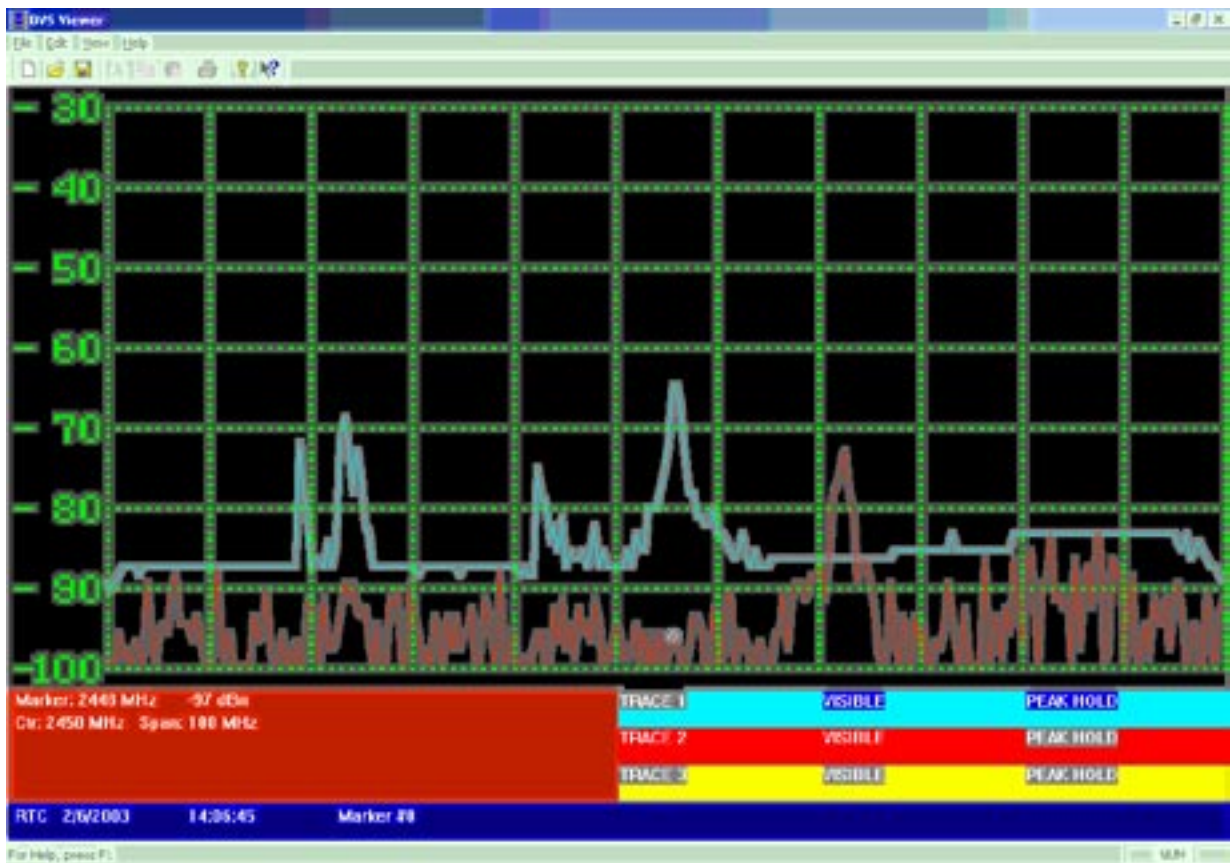 DVS Viewer
File Edit View Help
- 30
- 40
- 50
- 60
- 70
- 80
- 90
-100
Marker: 2448 MHz -97 dBm
Ctr: 2450 MHz Span: 100 MHz
TRACE 1 VISIBLE PEAK HOLD
TRACE 2 VISIBLE PEAK HOLD
TRACE 3 VISIBLE PEAK HOLD
RTC 2/6/2003 14:06:45 Marker #0
For Help, press F1 NUM